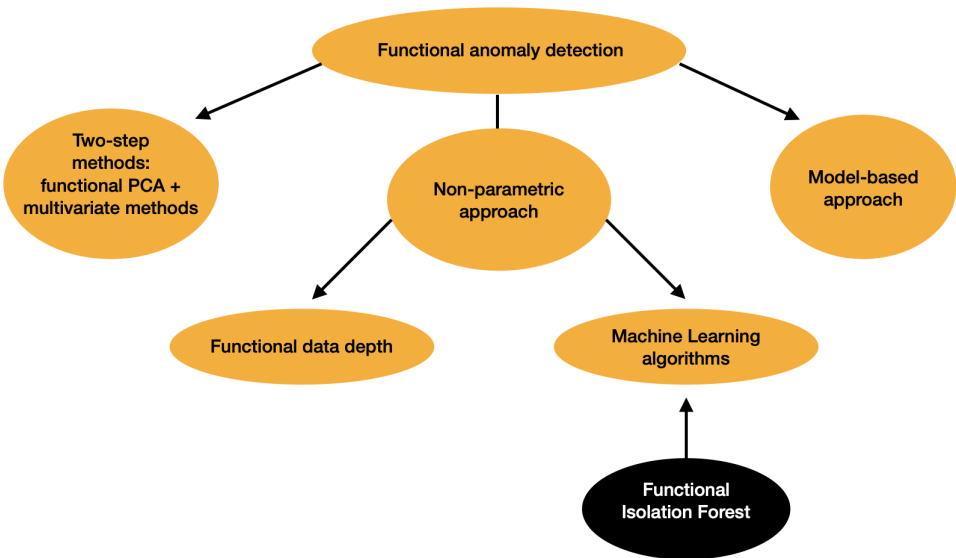 Functional anomaly detection
Two-step
methods:
functional PCA +
multivariate methods
Non-parametric
approach
Model-based
approach
Functional data depth
Machine Learning
algorithms
Functional
Isolation Forest